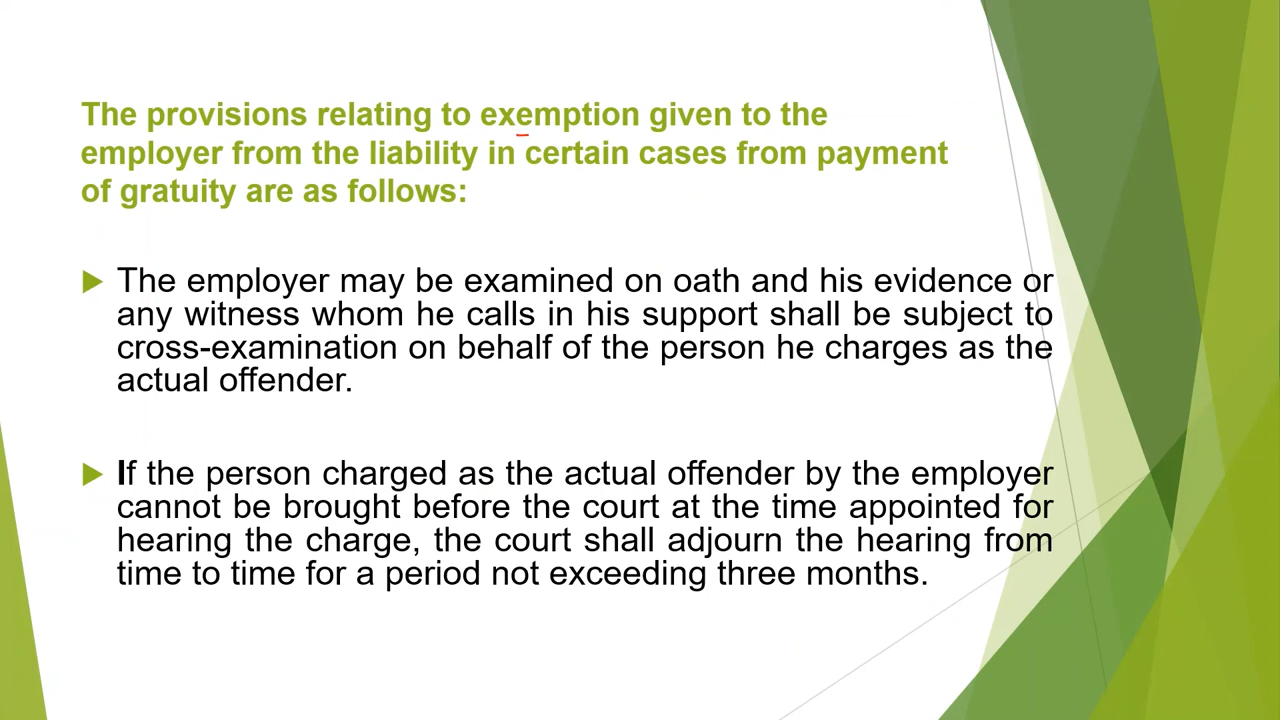 The provisions relating to exemption given to the
employer from the liability in certain cases from payment
of gratuity are as follows:
The employer may be examined on oath and his evidence or
any witness whom he calls in his support shall be subject to
cross-examination on behalf of the person he charges as the
actual offender.
If the person charged as the actual offender by the employer
cannot be brought before the court at the time appointed for
hearing the charge, the court shall adjourn the hearing from
time to time for a period not exceeding three months.